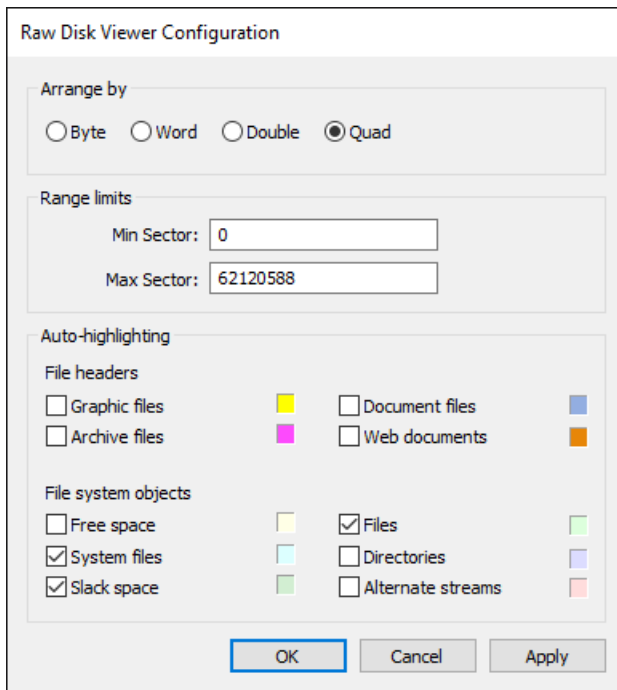 Raw Disk Viewer Configuration
Arrange by
Byte Word Double Quad
Range limits
Min Sector: 0
Max Sector: 62120588
Auto-highlighting
File headers
Graphic files Document files
Archive files Web documents
File system objects
Free space Files
System files Directories
Slack space Alternate streams
OK Cancel Apply